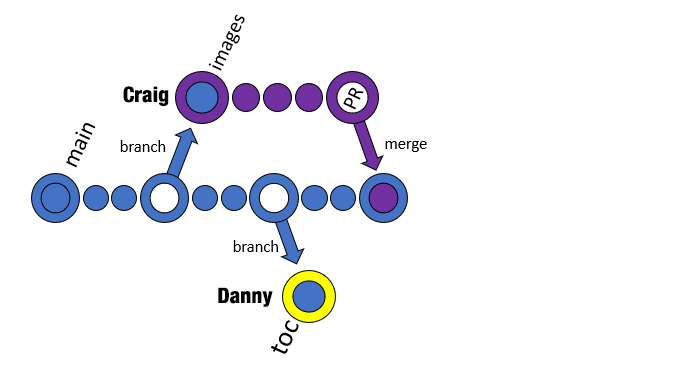 images
Craig
PR
main
branch
merge
branch
Danny
toc